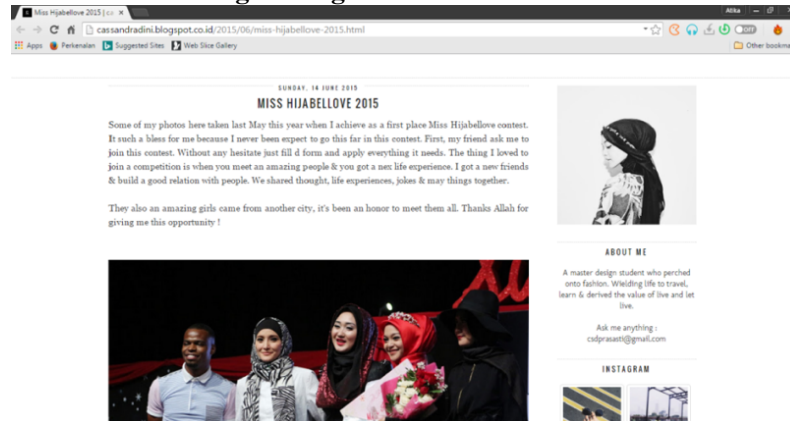 Miss Hijabellove 2015 | ca
Atika
cassandradini.blogspot.co.id/2015/06/miss-hijabellove-2015.html
Apps Perkenalan Suggested Sites Web Slice Gallery Other bookma
SUNDAY, 14 JUNE 2015
MISS HIJABELLOVE 2015
Some of my photos here taken last May this year when I achieve as a first place Miss Hijabellove contest.
It such a bless for me because I never been expect to go this far in this contest. First, my friend ask me to
join this contest. Without any hesitate just fill d form and apply everything it needs. The thing I loved to
join a competition is when you meet an amazing people & you got a nex life experience. I got a new friends
& build a good relation with people. We shared thought, life experiences, jokes & may things together.
They also an amazing girls came from another city, it's been an honor to meet them all. Thanks Allah for
giving me this opportunity !
ABOUT ME
A master design student who perched
onto fashion. Wielding life to travel,
learn & derived the value of live and let
live.
Ask me anything :
csdprasasti@gmail.com
INSTAGRAM